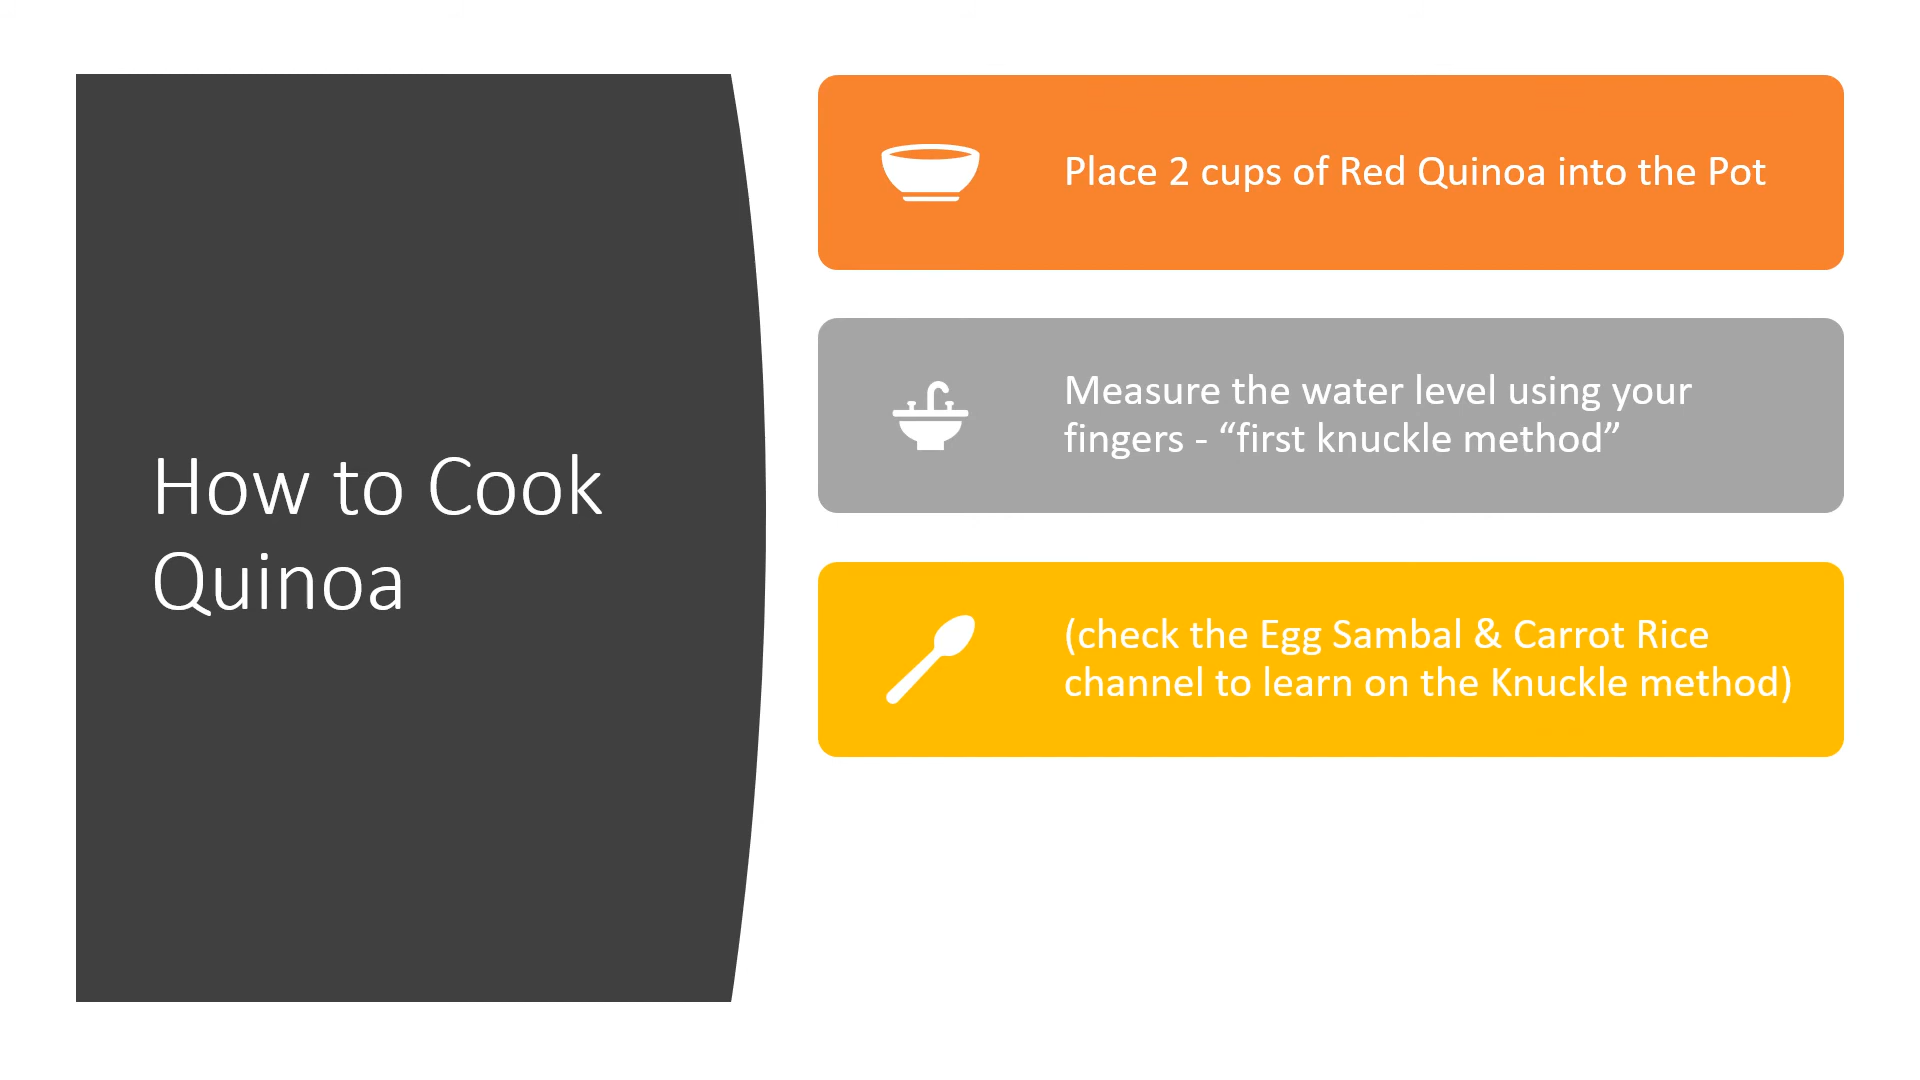 How to Cook
Quinoa
Place 2 cups of Red Quinoa into the Pot
Measure the water level using your
fingers - “first knuckle method”
(check the Egg Sambal & Carrot Rice
channel to learn on the Knuckle method)